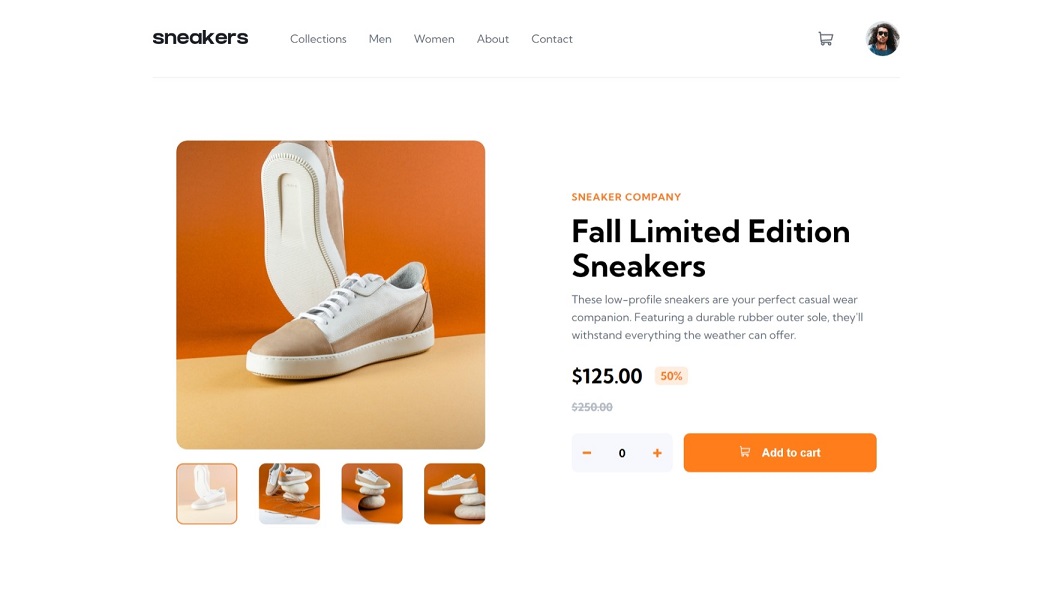 sneakers
Collections
Men
Women
About
Contact
SNEAKER COMPANY
Fall Limited Edition
Sneakers
These low-profile sneakers are your perfect casual wear
companion. Featuring a durable rubber outer sole, they'll
withstand everything the weather can offer.
$125.00
50%
$250.00
0
Add to cart